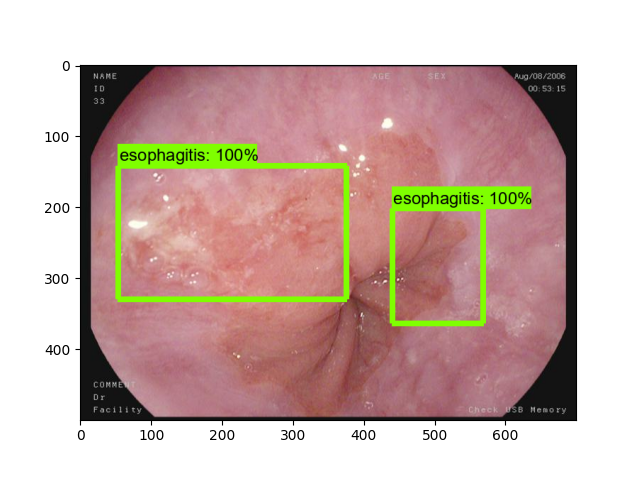 NAME
AGE SEX
Aug/08/2006
ID
00:53:15
33
esophagitis: 100%
esophagitis: 100%
COMMENT
Dr
Facility
Check USB Memory
0
100
200
300
400
0 100 200 300 400 500 600